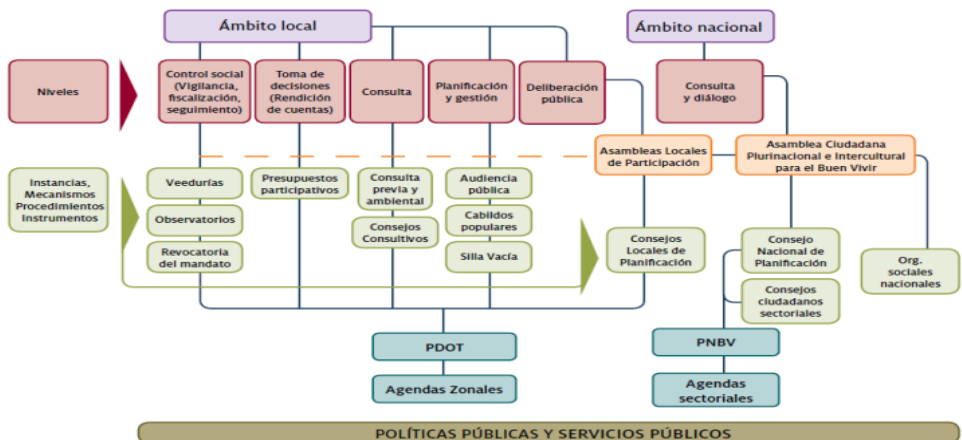 Ámbito local
Ámbito nacional
Niveles
Control social
(Vigilancia,
fiscalización,
seguimiento)
Toma de
decisiones
(Rendición
de cuentas)
Consulta
Planificación
y gestión
Deliberación
pública
Consulta
y diálogo
Asambleas Locales
de Participación
Asamblea Ciudadana
Plurinacional e Intercultural
para el Buen Vivir
Instancias,
Mecanismos
Procedimientos
Instrumentos
Veedurías
Observatorios
Revocatoria
del mandato
Presupuestos
participativos
Consulta
previa y
ambiental
Consejos
Consultivos
Audiencia
pública
Cabildos
populares
Silla Vacía
Consejos
Locales de
Planificación
Consejo
Nacional de
Planificación
Consejos
ciudadanos
sectoriales
Org.
sociales
nacionales
PDOT
Agendas Zonales
PNBV
Agendas
sectoriales
POLÍTICAS PÚBLICAS Y SERVICIOS PÚBLICOS